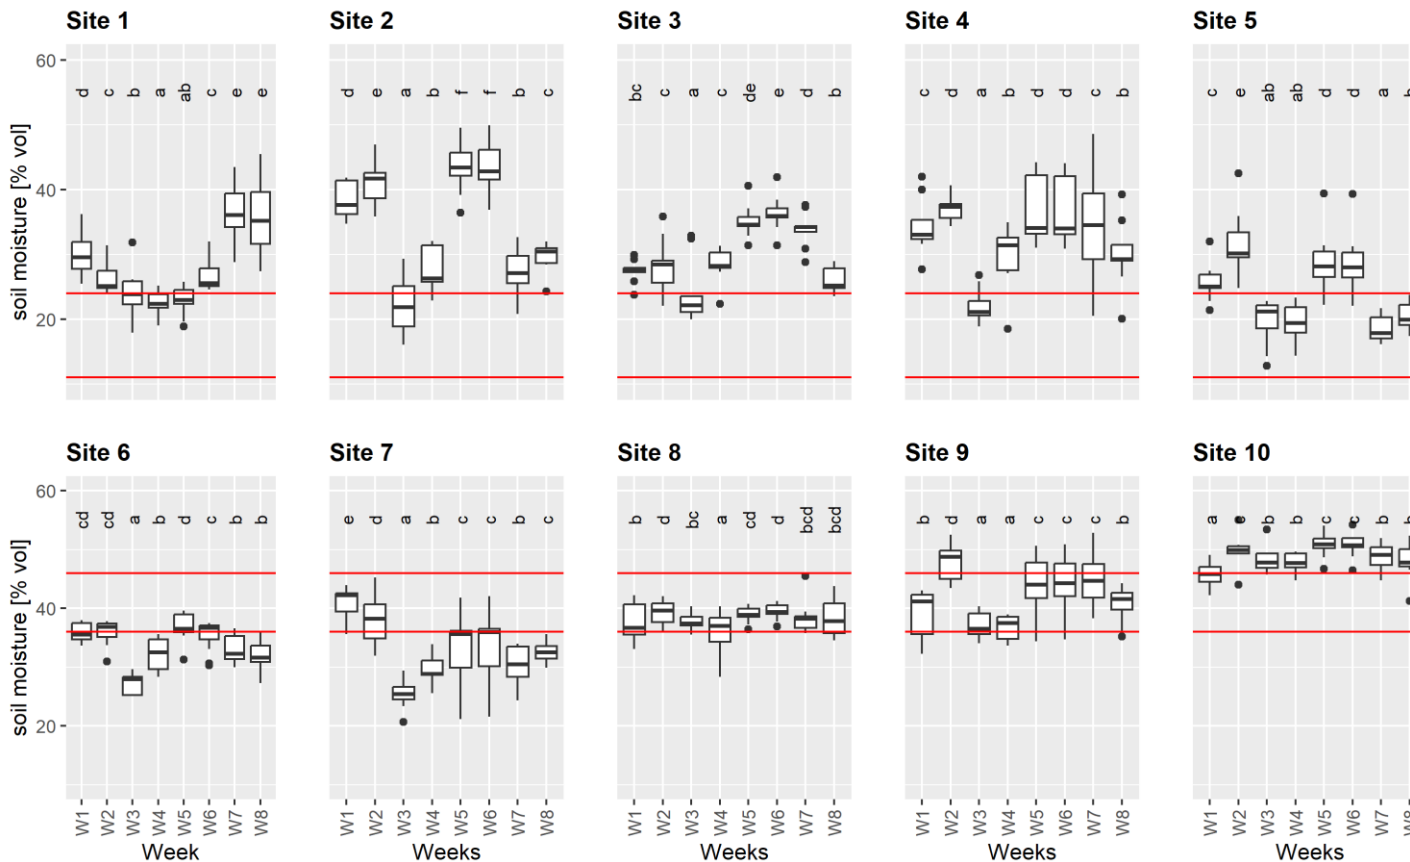 Site 1 Site 2 Site 3 Site 4 Site 5
60
d c b a ab c e e d e a b f f b c bc c a c de e d b c d a b d d c b c e ab ab d d a b
soil moisture [% vol]
40
20
Site 6 Site 7 Site 8 Site 9 Site 10
60
cd cd a b d c b b e d a b c c b c b d bc a cd d bcd bcd b d a a c c c b a e b b c c b b
soil moisture [% vol]
40
20
W1 W2 W3 W4 W5 W6 W7 W8 W1 W2 W3 W4 W5 W6 W7 W8 W1 W2 W3 W4 W5 W6 W7 W8 W1 W2 W3 W4 W5 W6 W7 W8 W1 W2 W3 W4 W5 W6 W7 W8
Week Weeks Weeks Weeks Weeks